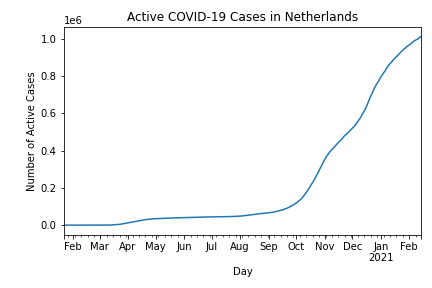 Active COVID-19 Cases in Netherlands
1e6
Number of Active Cases
1.0
0.8
0.6
0.4
0.2
0.0
Feb Mar Apr May Jun Jul Aug Sep Oct Nov Dec Jan Feb
2021
Day